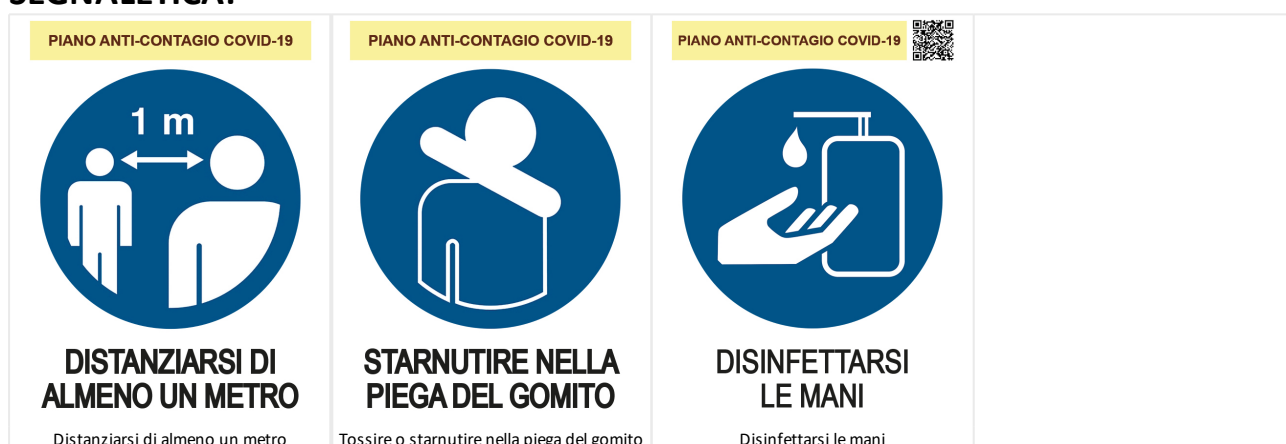 PIANO ANTI-CONTAGIO COVID-19
1 m
DISTANZIARSI DI
ALMENO UN METRO
Distanziarsi di almeno un metro
PIANO ANTI-CONTAGIO COVID-19
STARNUTIRE NELLA
PIEGA DEL GOMITO
Tossire o starnutire nella piega del gomito
PIANO ANTI-CONTAGIO COVID-19
DISINFETTARSI
LE MANI
Disinfettarsi le mani